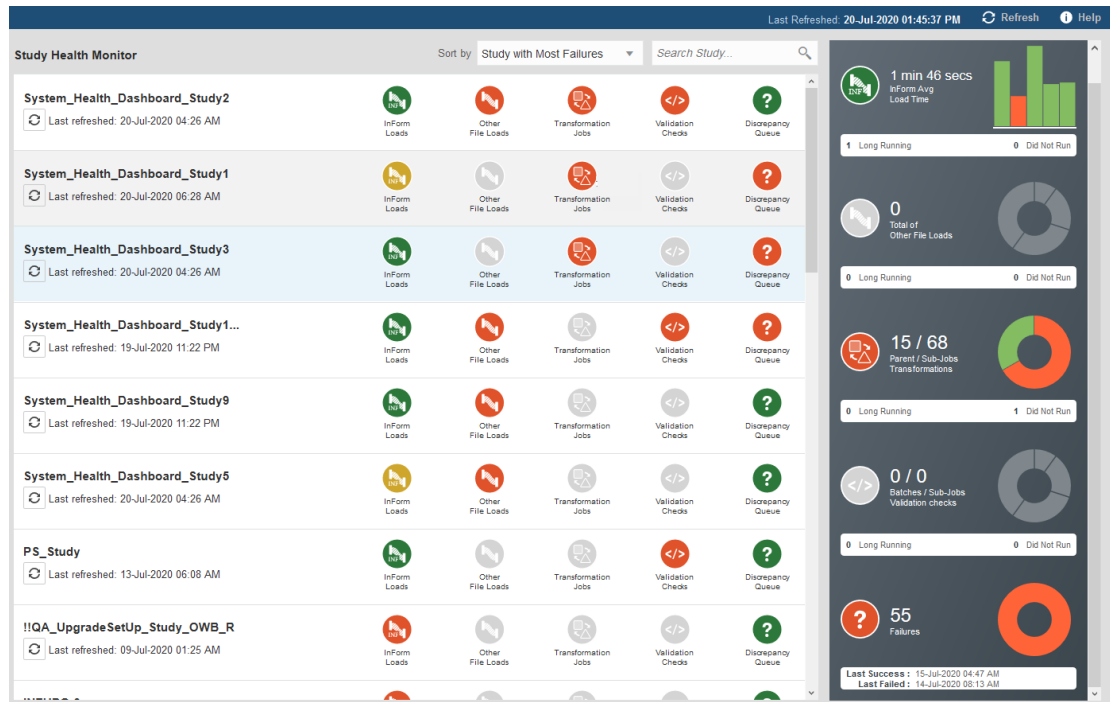 Last Refreshed: 20-Jul-2020 01:45:37 PM Refresh i Help
Study Health Monitor
Sort by Study with Most Failures Search Study...
System_Health_Dashboard_Study2
Last refreshed: 20-Jul-2020 04:26 AM
INF </> ?
InForm Loads
Other File Loads
Transformation Jobs
Validation Checks
Discrepancy Queue
System_Health_Dashboard_Study1
Last refreshed: 20-Jul-2020 06:28 AM
INF </> ?
InForm Loads
Other File Loads
Transformation Jobs
Validation Checks
Discrepancy Queue
System_Health_Dashboard_Study3
Last refreshed: 20-Jul-2020 04:26 AM
INF </> ?
InForm Loads
Other File Loads
Transformation Jobs
Validation Checks
Discrepancy Queue
System_Health_Dashboard_Study1...
Last refreshed: 19-Jul-2020 11:22 PM
INF </> ?
InForm Loads
Other File Loads
Transformation Jobs
Validation Checks
Discrepancy Queue
System_Health_Dashboard_Study9
Last refreshed: 19-Jul-2020 11:22 PM
INF </> ?
InForm Loads
Other File Loads
Transformation Jobs
Validation Checks
Discrepancy Queue
System_Health_Dashboard_Study5
Last refreshed: 20-Jul-2020 04:26 AM
INF </> ?
InForm Loads
Other File Loads
Transformation Jobs
Validation Checks
Discrepancy Queue
PS_Study
Last refreshed: 13-Jul-2020 06:08 AM
INF </> ?
InForm Loads
Other File Loads
Transformation Jobs
Validation Checks
Discrepancy Queue
!!QA_UpgradeSetUp_Study_OWB_R
Last refreshed: 09-Jul-2020 01:25 AM
INF </> ?
InForm Loads
Other File Loads
Transformation Jobs
Validation Checks
Discrepancy Queue
INF
1 min 46 secs
InForm Avg
Load Time
1 Long Running 0 Did Not Run
0
Total of
Other File Loads
0 Long Running 0 Did Not Run
15 / 68
Parent / Sub-Jobs
Transformations
0 Long Running 1 Did Not Run
</>
0 / 0
Batches / Sub-Jobs
Validation checks
0 Long Running 0 Did Not Run
?
55
Failures
Last Success : 15-Jul-2020 04:47 AM
Last Failed : 14-Jul-2020 08:13 AM